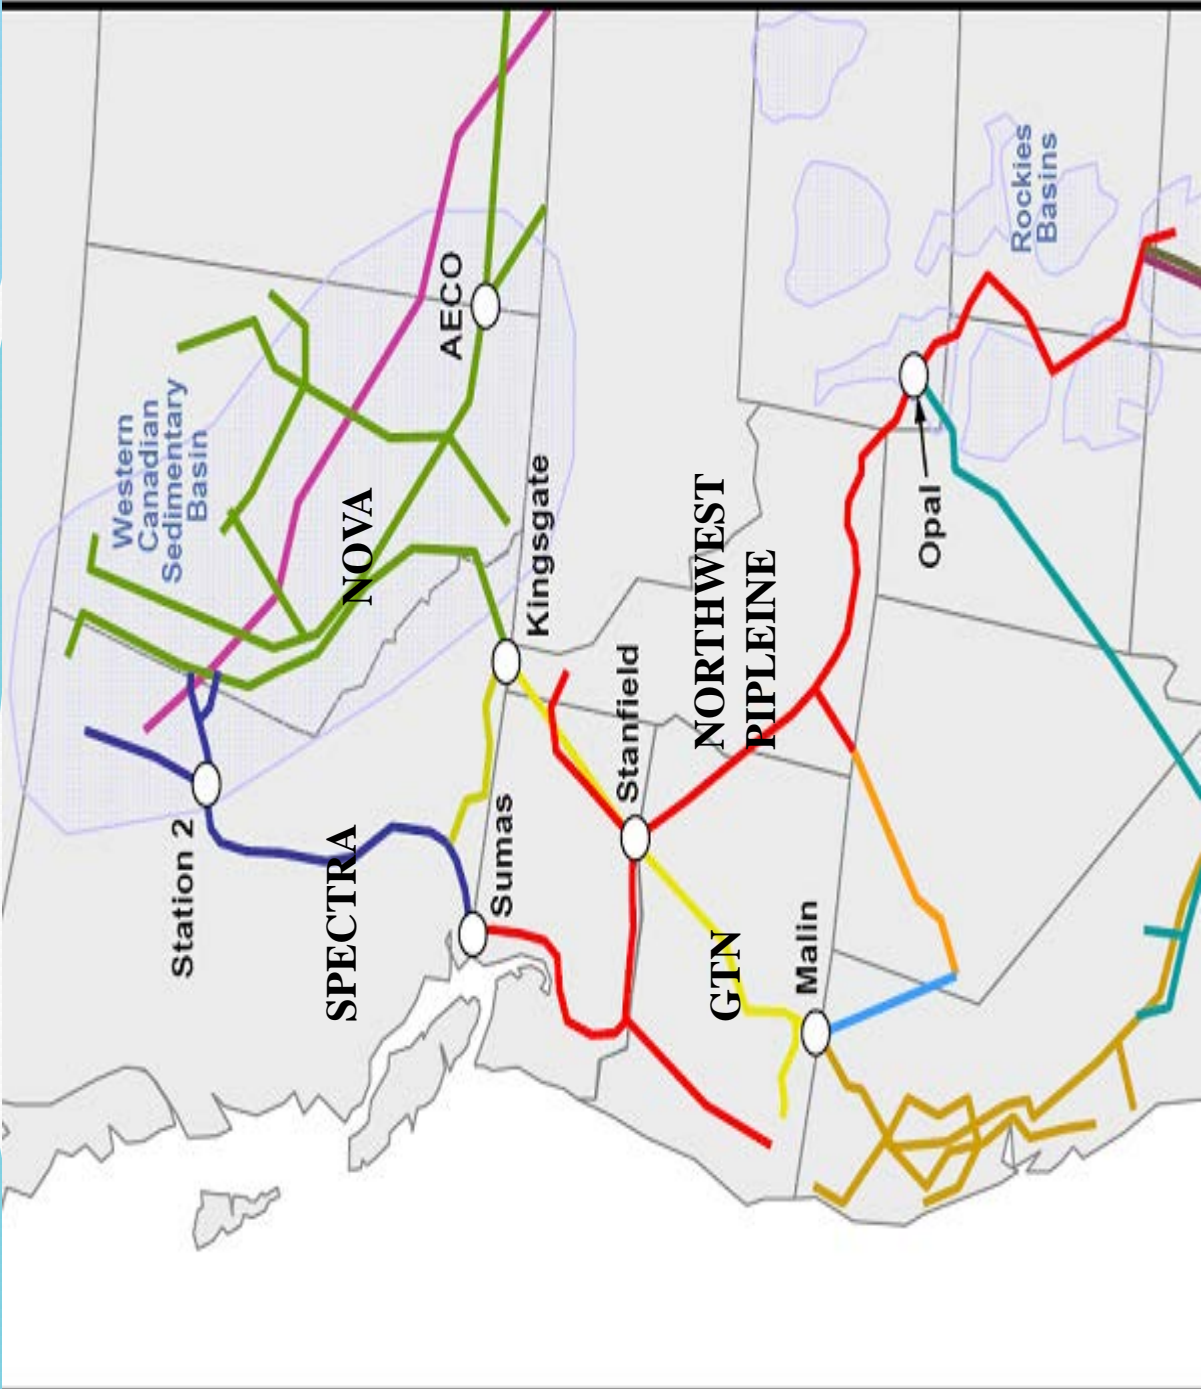 Western
Canadian
Sedimentary
Basin
Station 2
SPECTRA
NOVA
AECO
Sumas
Kingsgate
Stanfield
NORTHWEST
PIPLEINE
GTN
Malin
Opal
Rockies
Basins